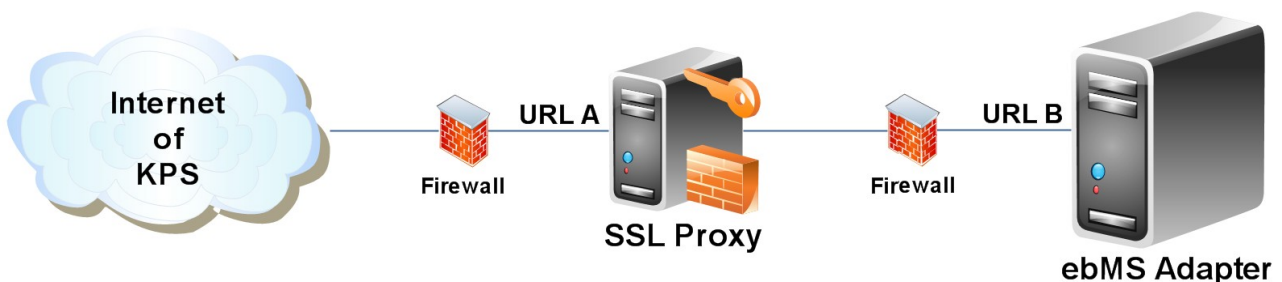 Internet
of
KPS
Firewall
URL A
SSL Proxy
Firewall
URL B
ebMS Adapter